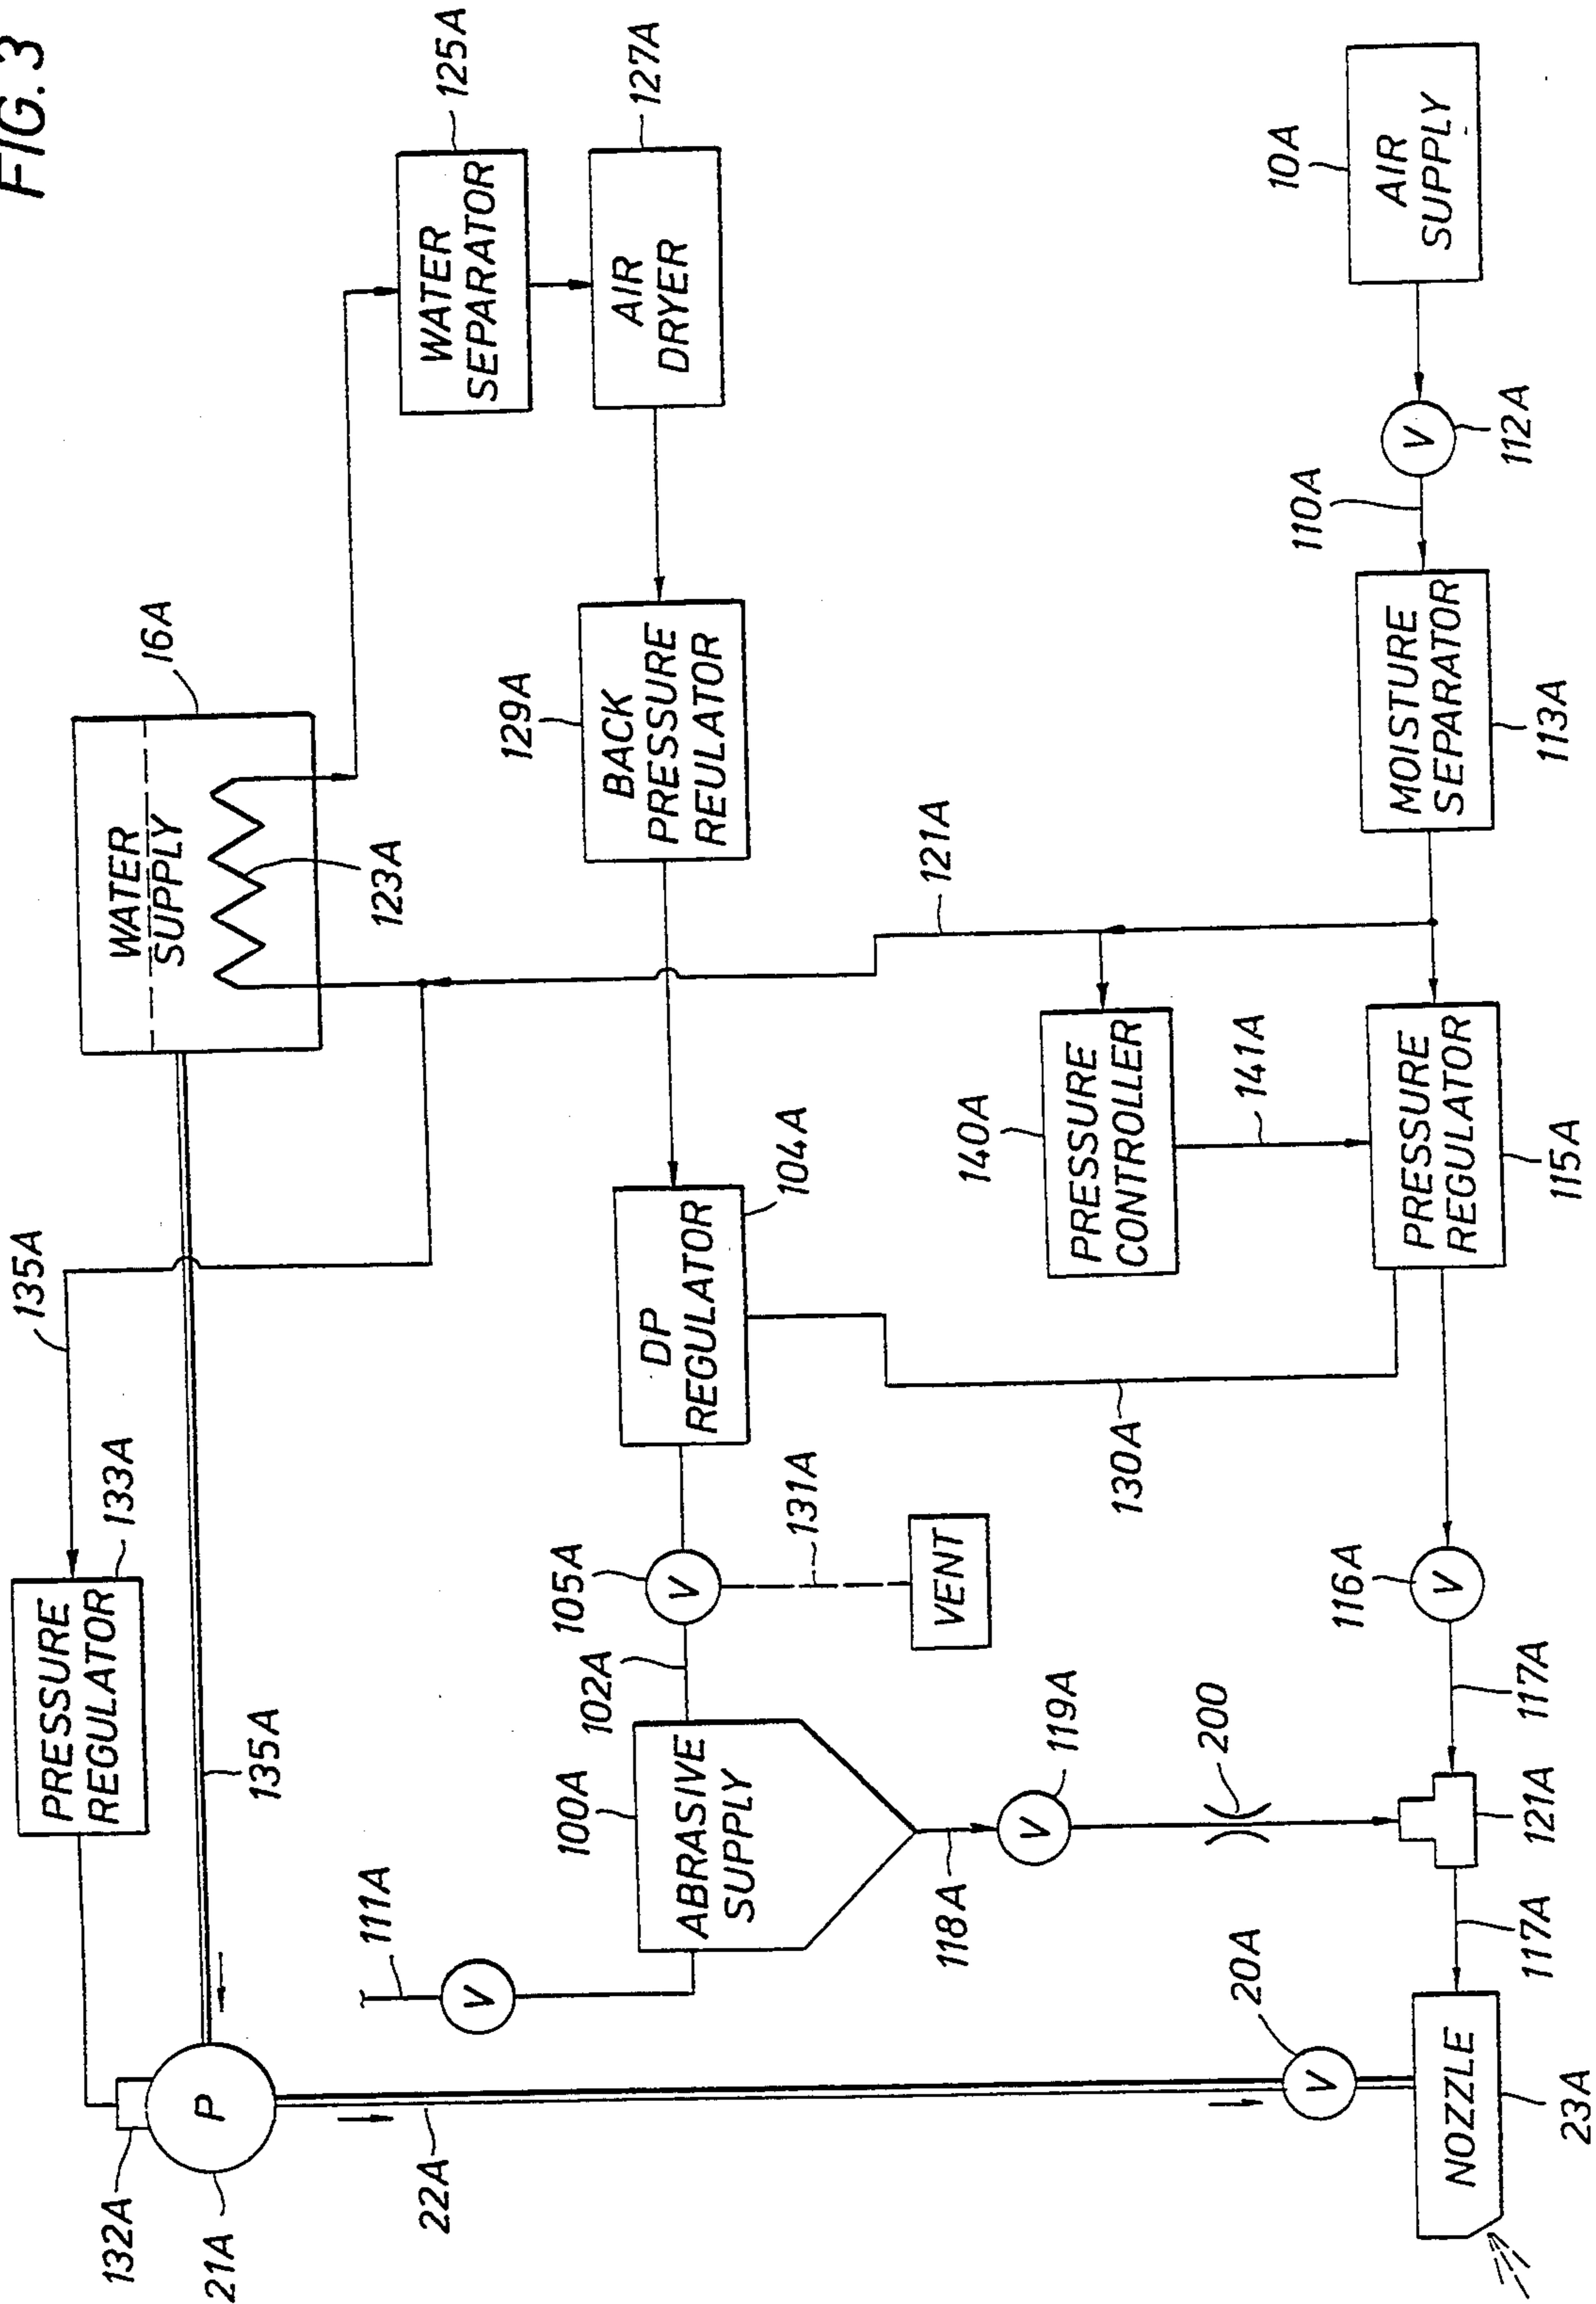 FIG. 3
135A
PRESSURE
REGULATOR
133A
132A
P
21A
135A
22A
WATER
SUPPLY
16A
123A
WATER
SEPARATOR
125A
AIR
DRYER
127A
BACK
PRESSURE
REULATOR
129A
DP
REGULATOR
104A
V
105A
131A
VENT
102A
ABRASIVE
SUPPLY
100A
111A
V
118A
V
119A
200
121A
PRESSURE
CONTROLLER
140A
141A
130A
AIR
SUPPLY
10A
V
112A
110A
MOISTURE
SEPARATOR
113A
PRESSURE
REGULATOR
115A
V
116A
117A
121A
117A
V
20A
NOZZLE
23A